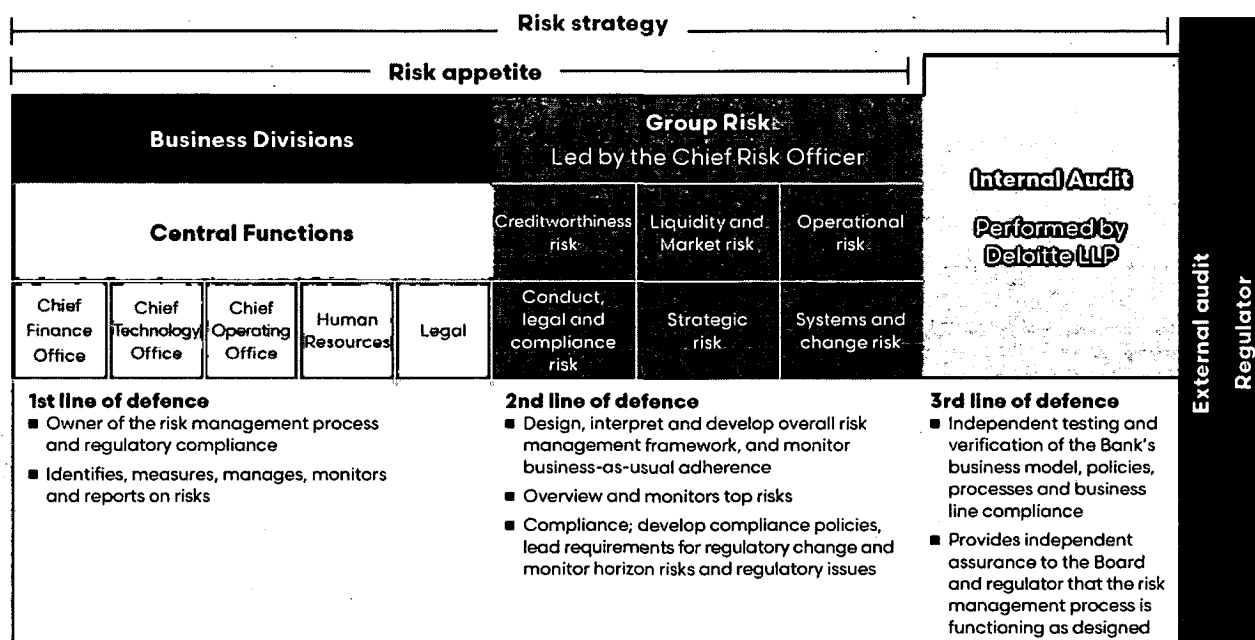 Risk strategy
Risk appetite
Business Divisions
Group Risk
Led by the Chief Risk Officer
Internal Audit
Performed by
Deloitte LLP
Central Functions
Creditworthiness
risk
Liquidity and
Market risk
Operational
risk
Chief
Finance
Office
Chief
Technology
Office
Chief
Operating
Office
Human
Resources
Legal
Conduct,
legal and
compliance
risk
Strategic
risk
Systems and
change risk
External audit
Regulator
1st line of defence
■ Owner of the risk management process
and regulatory compliance
■ Identifies, measures, manages, monitors
and reports on risks
2nd line of defence
■ Design, interpret and develop overall risk
management framework, and monitor
business-as-usual adherence
■ Overview and monitors top risks
■ Compliance; develop compliance policies,
lead requirements for regulatory change and
monitor horizon risks and regulatory issues
3rd line of defence
■ Independent testing and
verification of the Bank's
business model, policies,
processes and business
line compliance
■ Provides independent
assurance to the Board
and regulator that the risk
management process is
functioning as designed